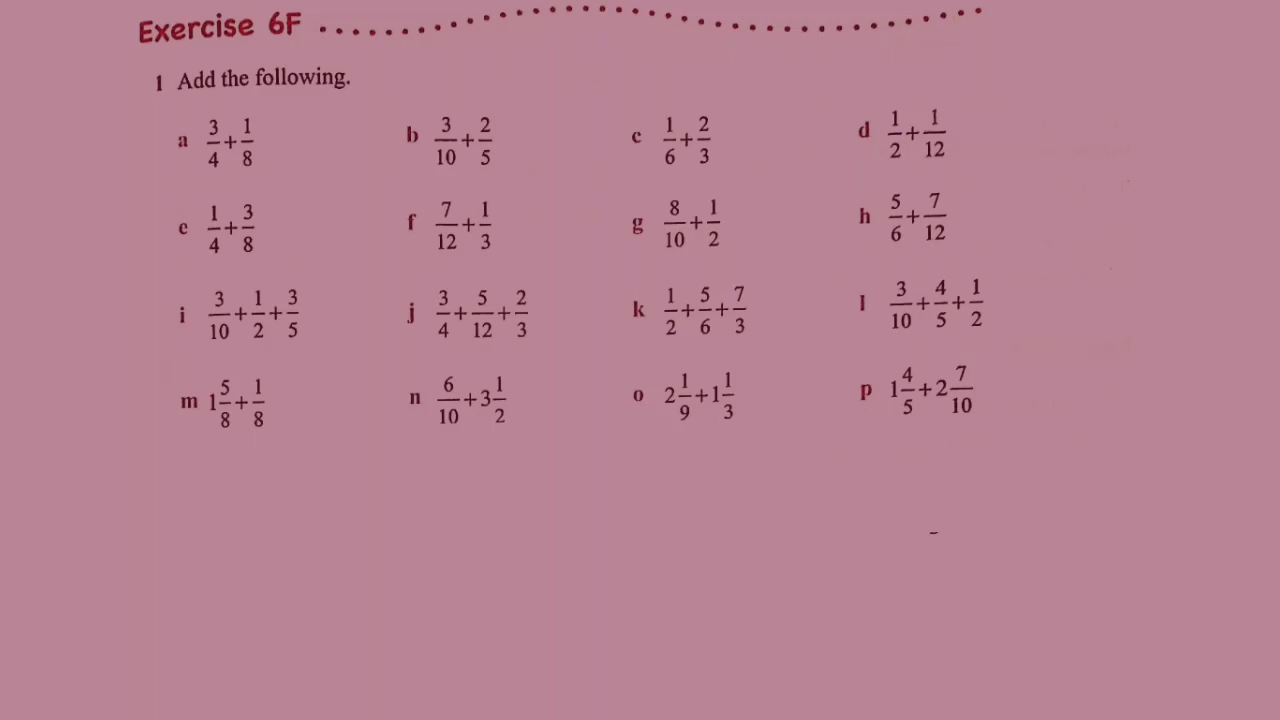 Exercise 6F
1 Add the following.
a 3/4 + 1/8 b 3/10 + 2/5 c 1/6 + 2/3 d 1/2 + 1/12
e 1/4 + 3/8 f 7/12 + 1/3 g 8/10 + 1/2 h 5/6 + 7/12
i 3/10 + 1/2 + 3/5 j 3/4 + 5/12 + 2/3 k 1/2 + 5/6 + 7/3 l 3/10 + 4/5 + 1/2
m 1 5/8 + 1/8 n 6/10 + 3 1/2 o 2 1/9 + 1 1/3 p 1 4/5 + 2 7/10